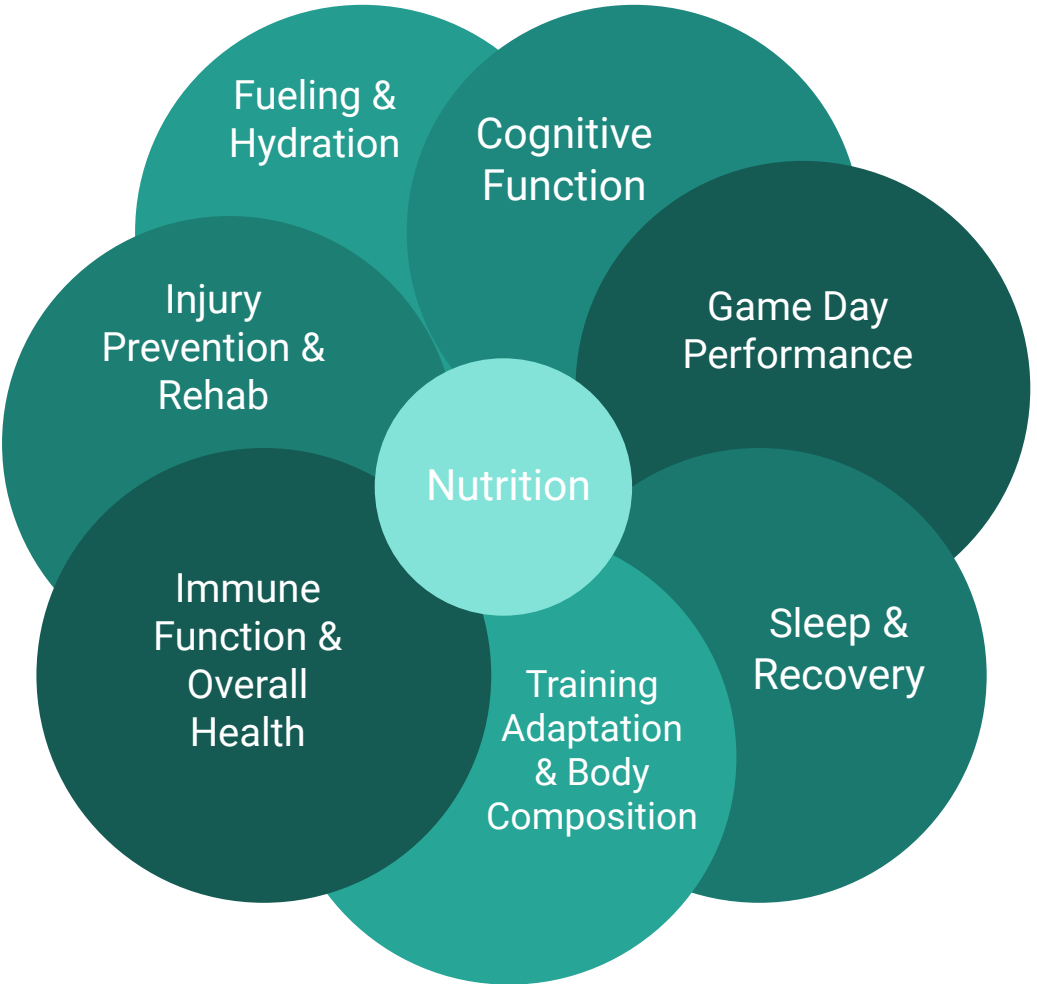 Fueling &
Hydration
Cognitive
Function
Game Day
Performance
Injury
Prevention &
Rehab
Nutrition
Immune
Function &
Overall
Health
Sleep &
Recovery
Training
Adaptation
& Body
Composition